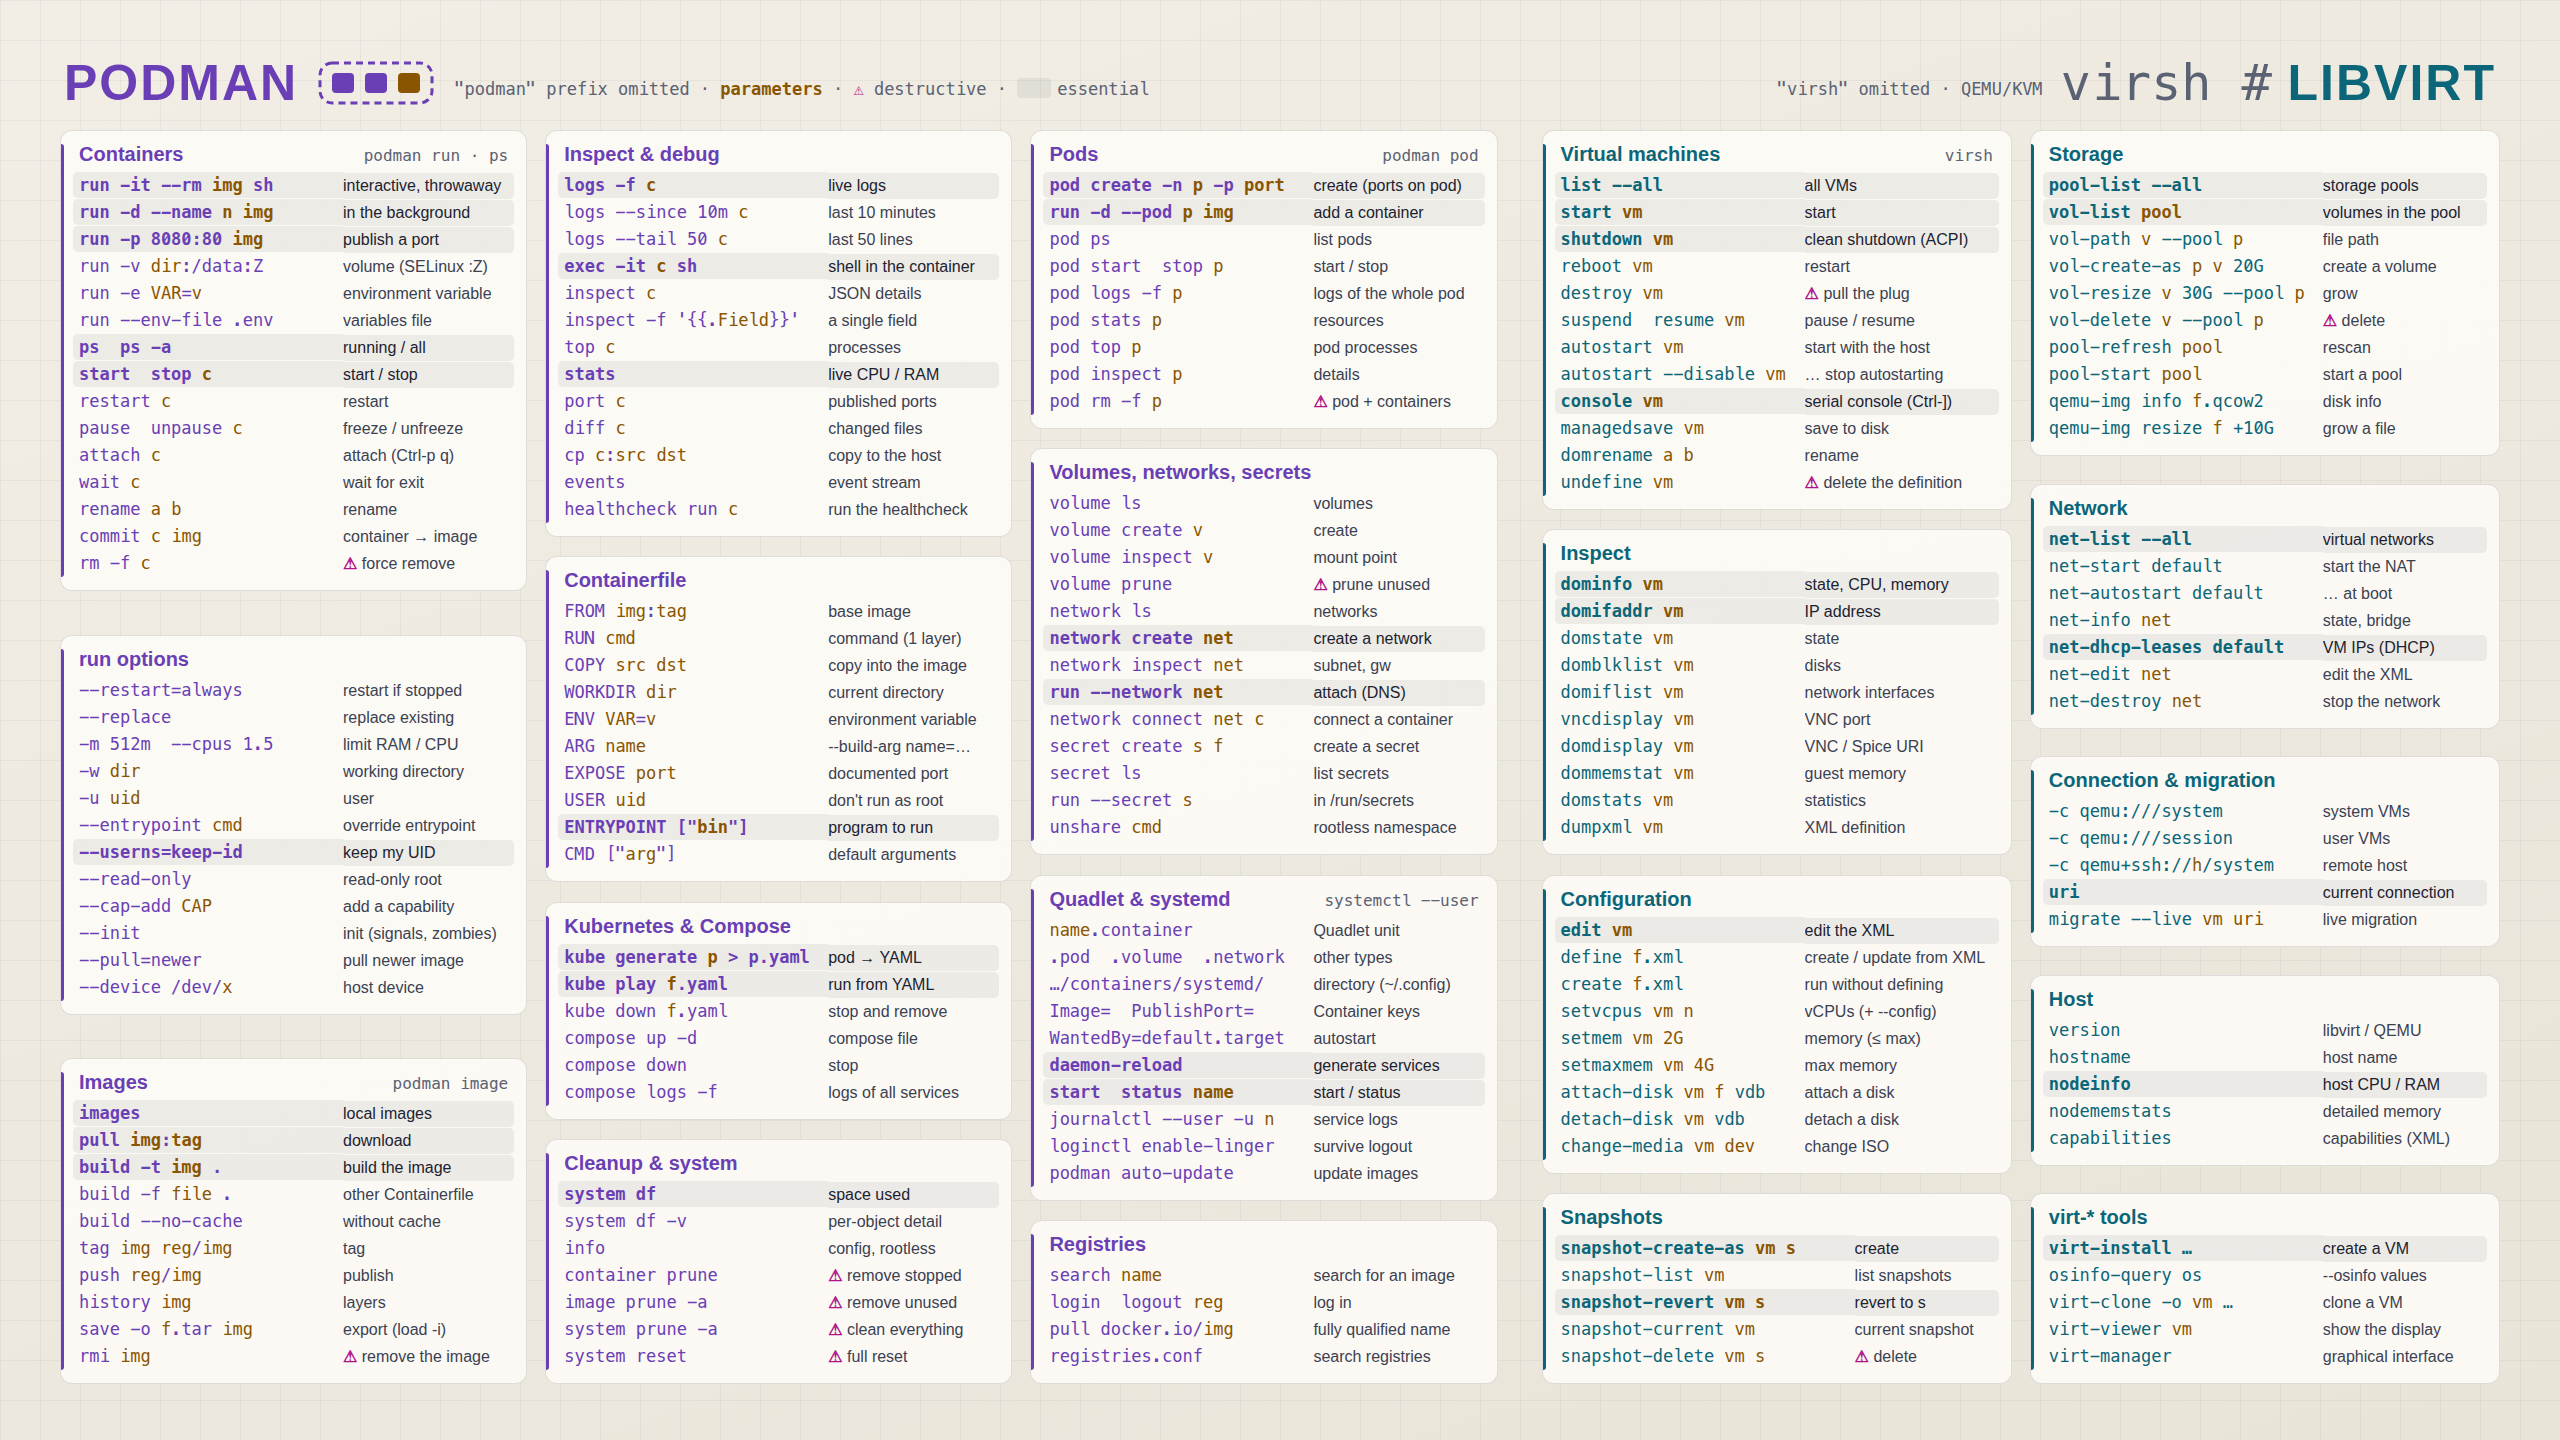 PODMAN
"podman" prefix omitted · parameters · ⚠ destructive · essential
"virsh" omitted · QEMU/KVM virsh # LIBVIRT
Containers podman run · ps
run -it --rm img sh interactive, throwaway
run -d --name n img in the background
run -p 8080:80 img publish a port
run -v dir:/data:Z volume (SELinux :Z)
run -e VAR=v environment variable
run --env-file .env variables file
ps ps -a running / all
start stop c start / stop
restart c restart
pause unpause c freeze / unfreeze
attach c attach (Ctrl-p q)
wait c wait for exit
rename a b rename
commit c img container → image
rm -f c ⚠ force remove
run options
--restart=always restart if stopped
--replace replace existing
-m 512m --cpus 1.5 limit RAM / CPU
-w dir working directory
-u uid user
--entrypoint cmd override entrypoint
--userns=keep-id keep my UID
--read-only read-only root
--cap-add CAP add a capability
--init init (signals, zombies)
--pull=newer pull newer image
--device /dev/x host device
Images podman image
images local images
pull img:tag download
build -t img . build the image
build -f file . other Containerfile
build --no-cache without cache
tag img reg/img tag
push reg/img publish
history img layers
save -o f.tar img export (load -i)
rmi img ⚠ remove the image
Inspect & debug
logs -f c live logs
logs --since 10m c last 10 minutes
logs --tail 50 c last 50 lines
exec -it c sh shell in the container
inspect c JSON details
inspect -f '{{.Field}}' a single field
top c processes
stats live CPU / RAM
port c published ports
diff c changed files
cp c:src dst copy to the host
events event stream
healthcheck run c run the healthcheck
Containerfile
FROM img:tag base image
RUN cmd command (1 layer)
COPY src dst copy into the image
WORKDIR dir current directory
ENV VAR=v environment variable
ARG name --build-arg name=…
EXPOSE port documented port
USER uid don't run as root
ENTRYPOINT ["bin"] program to run
CMD ["arg"] default arguments
Kubernetes & Compose
kube generate p > p.yaml pod → YAML
kube play f.yaml run from YAML
kube down f.yaml stop and remove
compose up -d compose file
compose down stop
compose logs -f logs of all services
Cleanup & system
system df space used
system df -v per-object detail
info config, rootless
container prune ⚠ remove stopped
image prune -a ⚠ remove unused
system prune -a ⚠ clean everything
system reset ⚠ full reset
Pods podman pod
pod create -n p -p port create (ports on pod)
run -d --pod p img add a container
pod ps list pods
pod start stop p start / stop
pod logs -f p logs of the whole pod
pod stats p resources
pod top p pod processes
pod inspect p details
pod rm -f p ⚠ pod + containers
Volumes, networks, secrets
volume ls volumes
volume create v create
volume inspect v mount point
volume prune ⚠ prune unused
network ls networks
network create net create a network
network inspect net subnet, gw
run --network net attach (DNS)
network connect net c connect a container
secret create s f create a secret
secret ls list secrets
run --secret s in /run/secrets
unshare cmd rootless namespace
Quadlet & systemd systemctl --user
name.container Quadlet unit
.pod .volume .network other types
…/containers/systemd/ directory (~/.config)
Image= PublishPort= Container keys
WantedBy=default.target autostart
daemon-reload generate services
start status name start / status
journalctl --user -u n service logs
loginctl enable-linger survive logout
podman auto-update update images
Registries
search name search for an image
login logout reg log in
pull docker.io/img fully qualified name
registries.conf search registries
Virtual machines virsh
list --all all VMs
start vm start
shutdown vm clean shutdown (ACPI)
reboot vm restart
destroy vm ⚠ pull the plug
suspend resume vm pause / resume
autostart vm start with the host
autostart --disable vm … stop autostarting
console vm serial console (Ctrl-])
managedsave vm save to disk
domrename a b rename
undefine vm ⚠ delete the definition
Inspect
dominfo vm state, CPU, memory
domifaddr vm IP address
domstate vm state
domblklist vm disks
domiflist vm network interfaces
vncdisplay vm VNC port
domdisplay vm VNC / Spice URI
dommemstat vm guest memory
domstats vm statistics
dumpxml vm XML definition
Configuration
edit vm edit the XML
define f.xml create / update from XML
create f.xml run without defining
setvcpus vm n vCPUs (+ --config)
setmem vm 2G memory (≤ max)
setmaxmem vm 4G max memory
attach-disk vm f vdb attach a disk
detach-disk vm vdb detach a disk
change-media vm dev change ISO
Snapshots
snapshot-create-as vm s create
snapshot-list vm list snapshots
snapshot-revert vm s revert to s
snapshot-current vm current snapshot
snapshot-delete vm s ⚠ delete
Storage
pool-list --all storage pools
vol-list pool volumes in the pool
vol-path v --pool p file path
vol-create-as p v 20G create a volume
vol-resize v 30G --pool p grow
vol-delete v --pool p ⚠ delete
pool-refresh pool rescan
pool-start pool start a pool
qemu-img info f.qcow2 disk info
qemu-img resize f +10G grow a file
Network
net-list --all virtual networks
net-start default start the NAT
net-autostart default … at boot
net-info net state, bridge
net-dhcp-leases default VM IPs (DHCP)
net-edit net edit the XML
net-destroy net stop the network
Connection & migration
-c qemu:///system system VMs
-c qemu:///session user VMs
-c qemu+ssh://h/system remote host
uri current connection
migrate --live vm uri live migration
Host
version libvirt / QEMU
hostname host name
nodeinfo host CPU / RAM
nodememstats detailed memory
capabilities capabilities (XML)
virt-* tools
virt-install … create a VM
osinfo-query os --osinfo values
virt-clone -o vm … clone a VM
virt-viewer vm show the display
virt-manager graphical interface